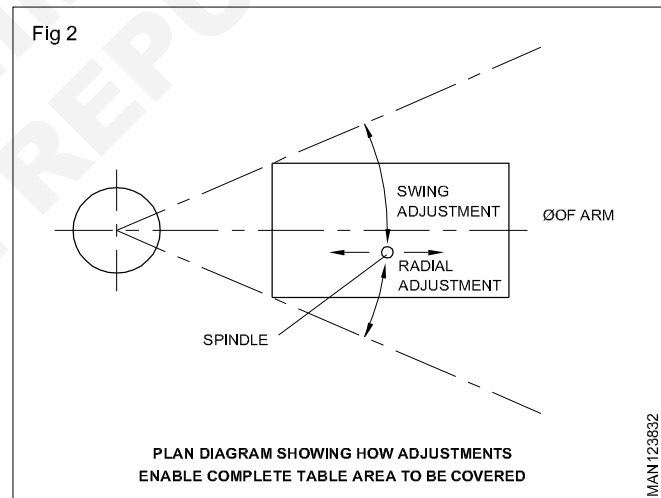 Fig 2
SWING
ADJUSTMENT
ØOF ARM
RADIAL
ADJUSTMENT
SPINDLE
PLAN DIAGRAM SHOWING HOW ADJUSTMENTS
ENABLE COMPLETE TABLE AREA TO BE COVERED
MAN123832